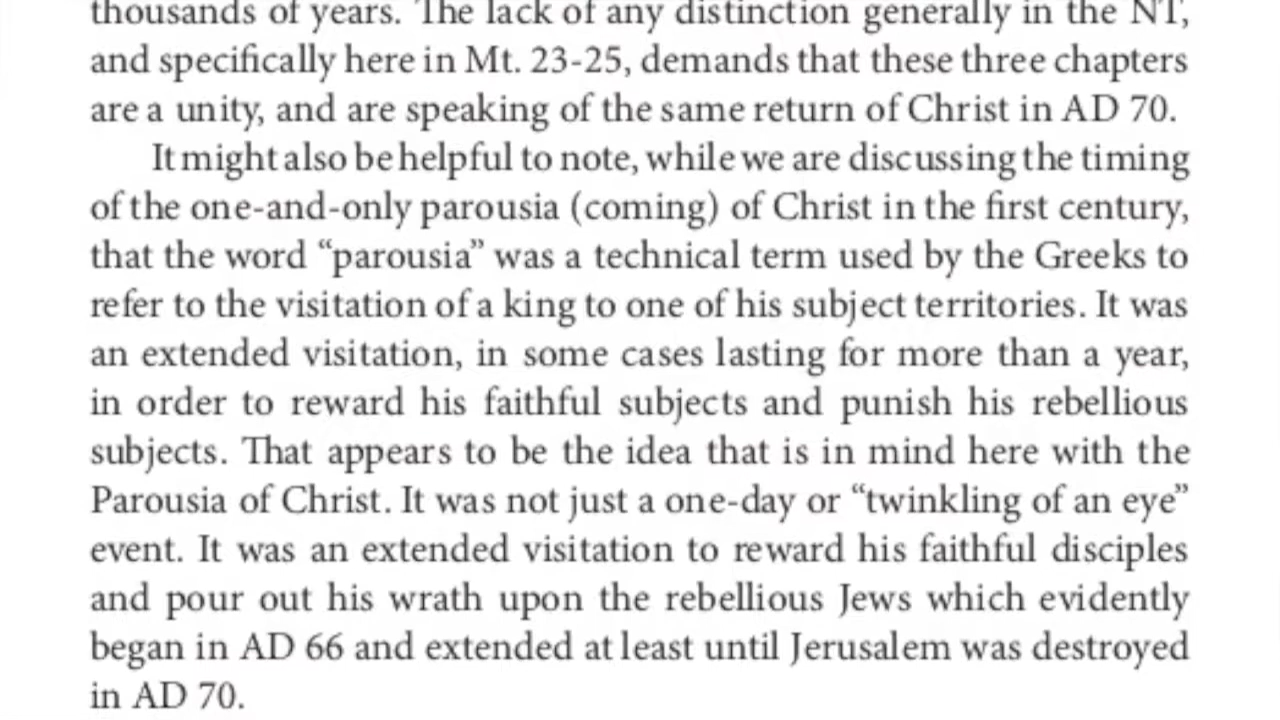 thousands of years. The lack of any distinction generally in the NT,
and specifically here in Mt. 23-25, demands that these three chapters
are a unity, and are speaking of the same return of Christ in AD 70.
It might also be helpful to note, while we are discussing the timing
of the one-and-only parousia (coming) of Christ in the first century,
that the word “parousia” was a technical term used by the Greeks to
refer to the visitation of a king to one of his subject territories. It was
an extended visitation, in some cases lasting for more than a year,
in order to reward his faithful subjects and punish his rebellious
subjects. That appears to be the idea that is in mind here with the
Parousia of Christ. It was not just a one-day or “twinkling of an eye”
event. It was an extended visitation to reward his faithful disciples
and pour out his wrath upon the rebellious Jews which evidently
began in AD 66 and extended at least until Jerusalem was destroyed
in AD 70.